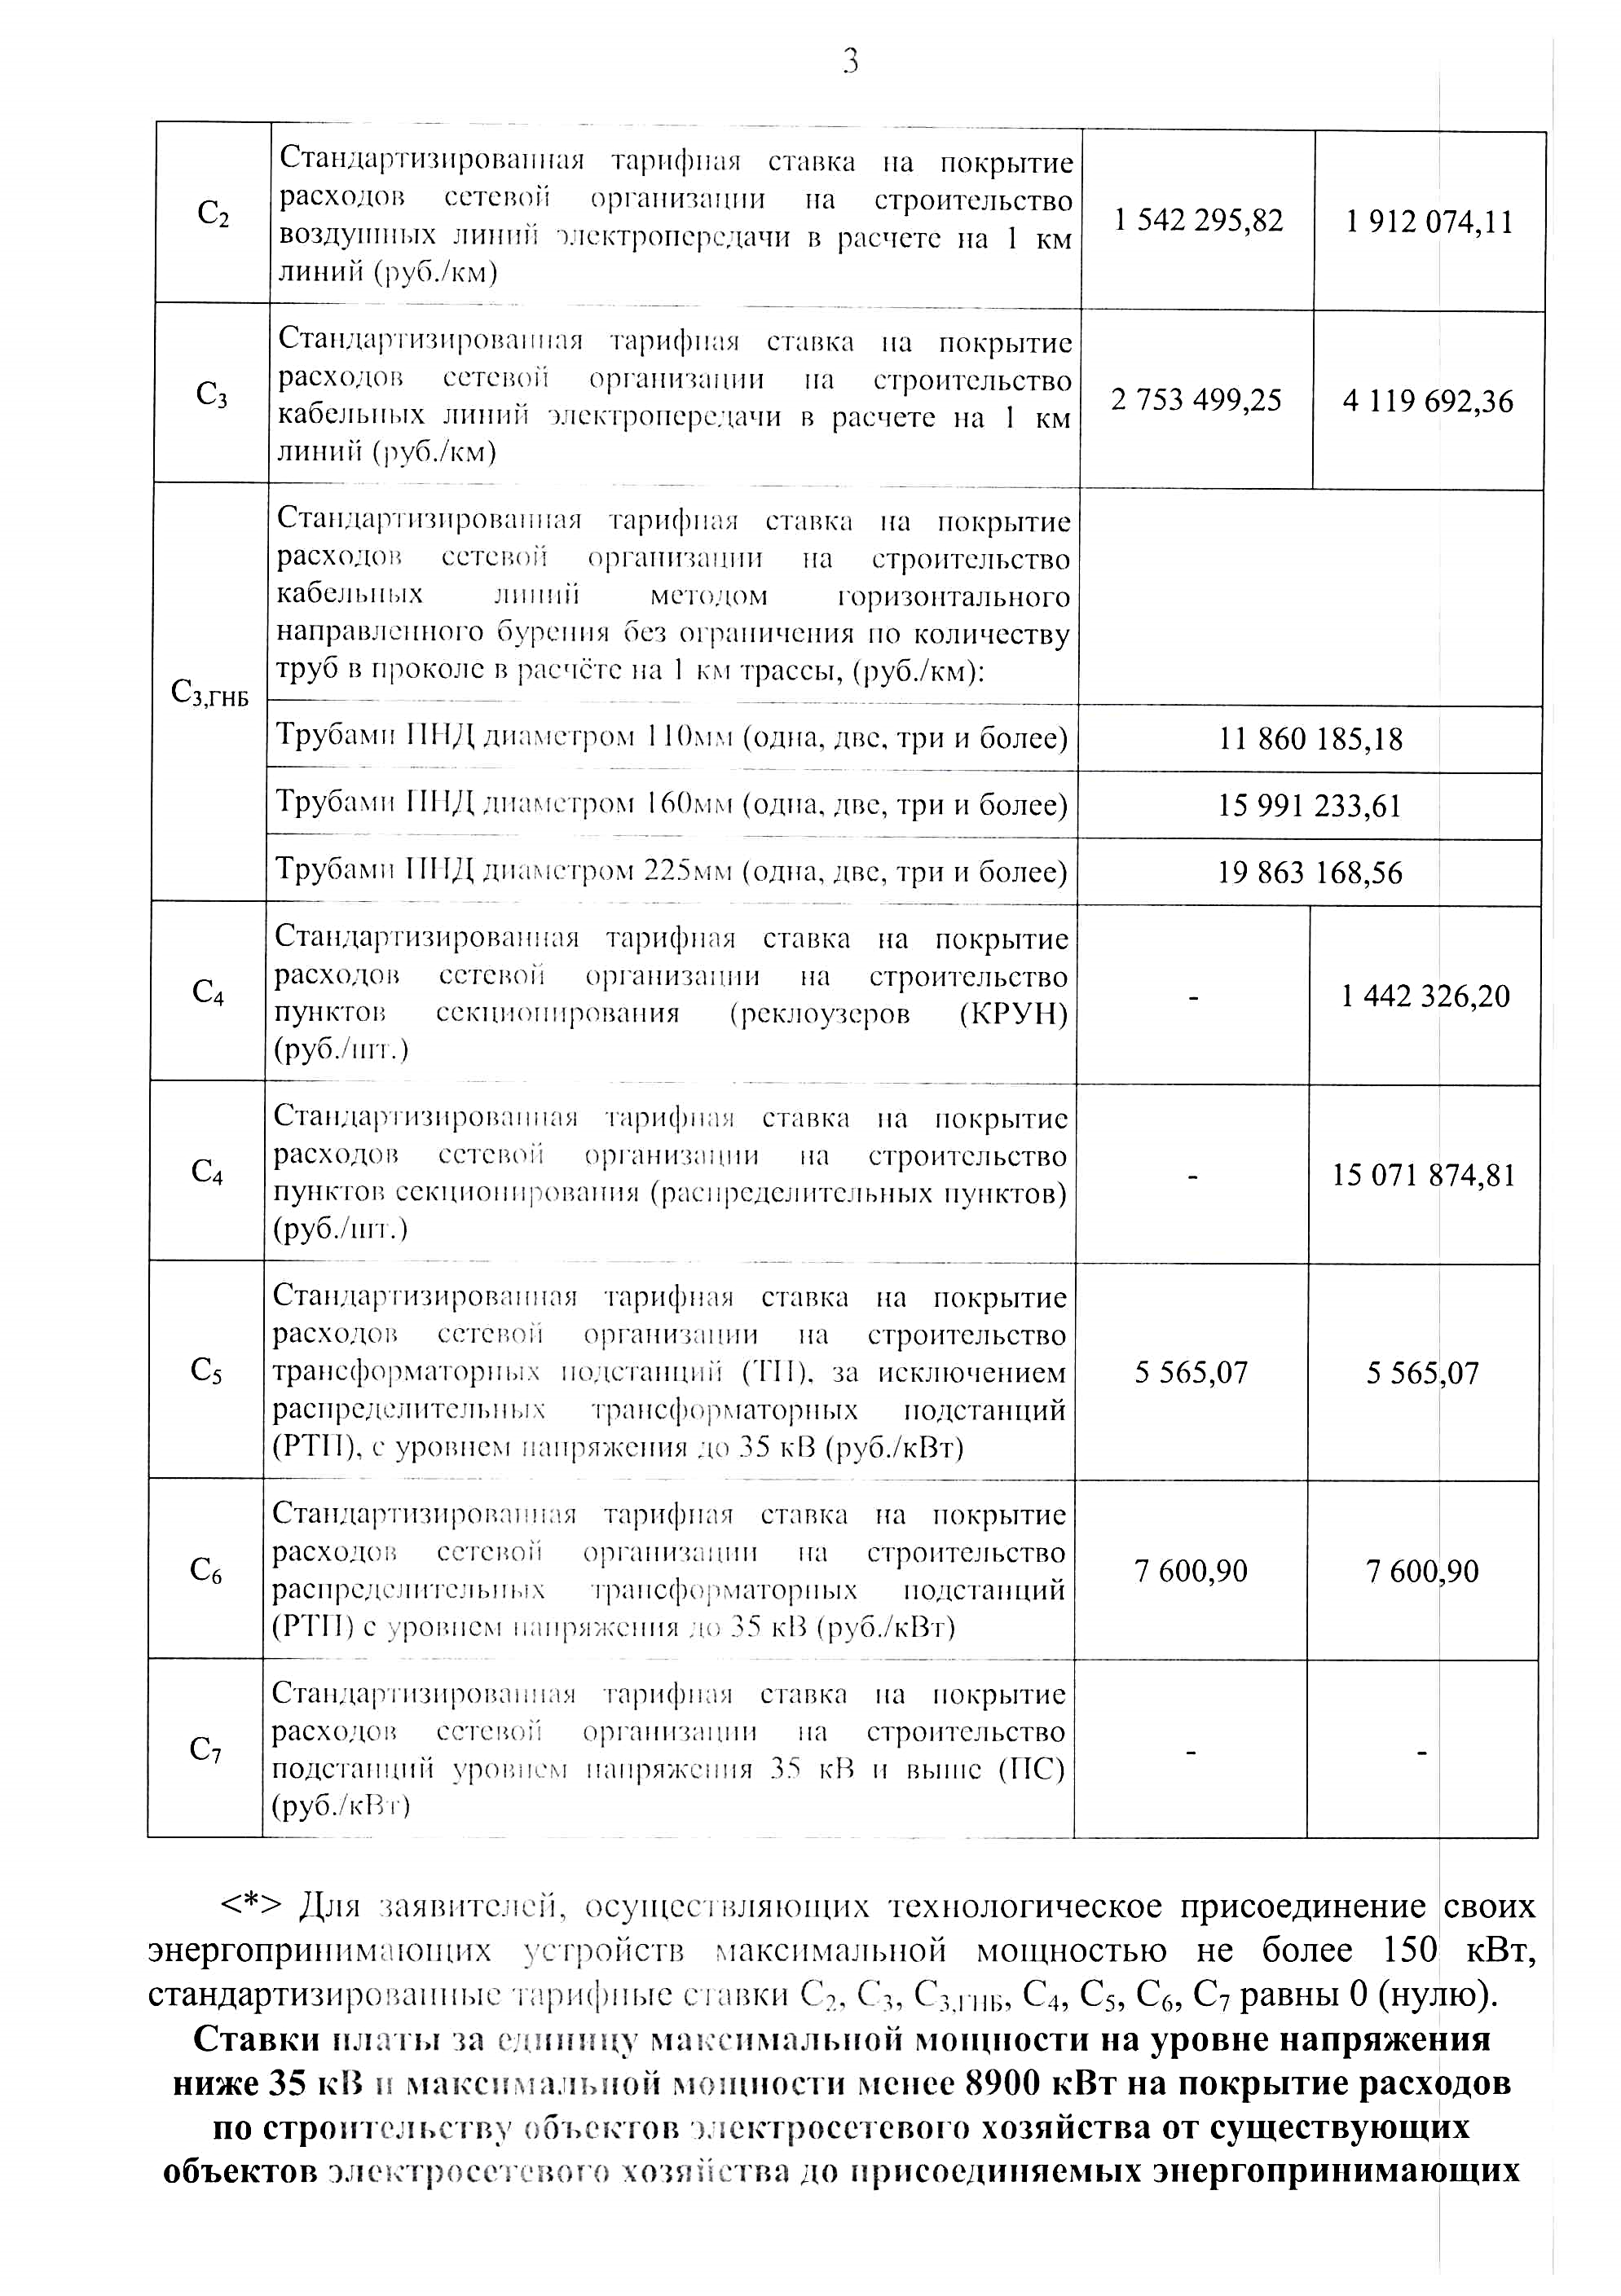 3
С2
Стандартизированная тарифная ставка на покрытие
расходов сетевой организации на строительство
воздушных линий электропередачи в расчете на 1 км
линий (руб./км)
1 542 295,82
1 912 074,11
С3
Стандартизированная тарифная ставка на покрытие
расходов сетевой организации на строительство
кабельных линий электропередачи в расчете на 1 км
линий (руб./км)
2 753 499,25
4 119 692,36
С3,ГНБ
Стандартизированная тарифная ставка на покрытие
расходов сетевой организации на строительство
кабельных линий методом горизонтального
направленного бурения без ограничения по количеству
труб в проколе в расчёте на 1 км трассы, (руб./км):
Трубами ПНД диаметром 110мм (одна, две, три и более)
11 860 185,18
Трубами ПНД диаметром 160мм (одна, две, три и более)
15 991 233,61
Трубами ПНД диаметром 225мм (одна, две, три и более)
19 863 168,56
С4
Стандартизированная тарифная ставка на покрытие
расходов сетевой организации на строительство
пунктов секционирования (реклоузеров (КРУН)
(руб./шт.)
-
1 442 326,20
С4
Стандартизированная тарифная ставка на покрытие
расходов сетевой организации на строительство
пунктов секционирования (распределительных пунктов)
(руб./шт.)
-
15 071 874,81
С5
Стандартизированная тарифная ставка на покрытие
расходов сетевой организации на строительство
трансформаторных подстанций (ТП), за исключением
распределительных трансформаторных подстанций
(РТП), с уровнем напряжения до 35 кВ (руб./кВт)
5 565,07
5 565,07
С6
Стандартизированная тарифная ставка на покрытие
расходов сетевой организации на строительство
распределительных трансформаторных подстанций
(РТП) с уровнем напряжения до 35 кВ (руб./кВт)
7 600,90
7 600,90
С7
Стандартизированная тарифная ставка на покрытие
расходов сетевой организации на строительство
подстанций уровнем напряжения 35 кВ и выше (ПС)
(руб./кВт)
-
-
<*> Для заявителей, осуществляющих технологическое присоединение своих
энергопринимающих устройств максимальной мощностью не более 150 кВт,
стандартизированные тарифные ставки С2, С3, С3,ГНБ, С4, С5, С6, С7 равны 0 (нулю).
Ставки платы за единицу максимальной мощности на уровне напряжения
ниже 35 кВ и максимальной мощности менее 8900 кВт на покрытие расходов
по строительству объектов электросетевого хозяйства от существующих
объектов электросетевого хозяйства до присоединяемых энергопринимающих